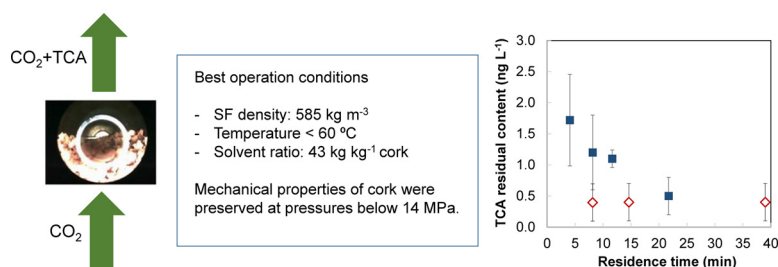 CO2+TCA
CO2
Best operation conditions
- SF density: 585 kg m-3
- Temperature < 60 ºC
- Solvent ratio: 43 kg kg-1 cork
Mechanical properties of cork were
preserved at pressures below 14 MPa.
TCA residual content (ng L-1)
3.0
2.5
2.0
1.5
1.0
0.5
0.0
0 5 10 15 20 25 30 35 40
Residence time (min)